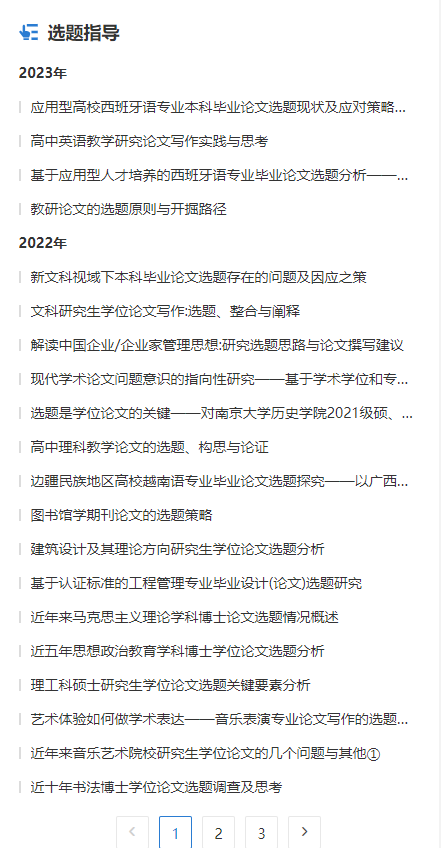 选题指导
2023年
应用型高校西班牙语专业本科毕业论文选题现状及应对策略...
高中英语教学研究论文写作实践与思考
基于应用型人才培养的西班牙语专业毕业论文选题分析——...
教研论文的选题原则与开掘路径
2022年
新文科视域下本科毕业论文选题存在的问题及因应之策
文科研究生学位论文写作:选题、整合与阐释
解读中国企业/企业家管理思想:研究选题思路与论文撰写建议
现代学术论文问题意识的指向性研究——基于学术学位和专...
选题是学位论文的关键——对南京大学历史学院2021级硕、...
高中理科教学论文的选题、构思与论证
边疆民族地区高校越南语专业毕业论文选题探究——以广西...
图书馆学期刊论文的选题策略
建筑设计及其理论方向研究生学位论文选题分析
基于认证标准的工程管理专业毕业设计(论文)选题研究
近年来马克思主义理论学科博士论文选题情况概述
近五年思想政治教育学科博士学位论文选题分析
理工科硕士研究生学位论文选题关键要素分析
艺术体验如何做学术表达——音乐表演专业论文写作的选题...
近年来音乐艺术院校研究生学位论文的几个问题与其他①
近十年书法博士学位论文选题调查及思考
< 1 2 3 >